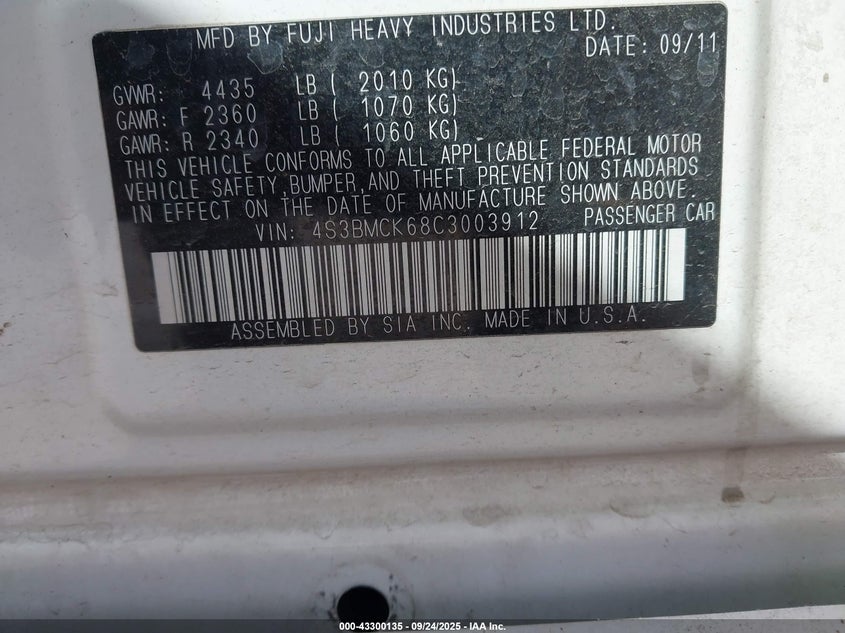 MFD BY FUJI HEAVY INDUSTRIES LTD.
DATE: 09/11
GVWR: 4435 LB ( 2010 KG)
GAWR: F 2360 LB ( 1070 KG)
GAWR: R 2340 LB ( 1060 KG)
THIS VEHICLE CONFORMS TO ALL APPLICABLE FEDERAL MOTOR
VEHICLE SAFETY,BUMPER,AND THEFT PREVENTION STANDARDS
IN EFFECT ON THE DATE OF MANUFACTURE SHOWN ABOVE.
VIN: 4S3BMCK68C3003912 PASSENGER CAR
ASSEMBLED BY SIA INC. MADE IN U.S.A.
000-43300135 - 09/24/2025 - IAA Inc.